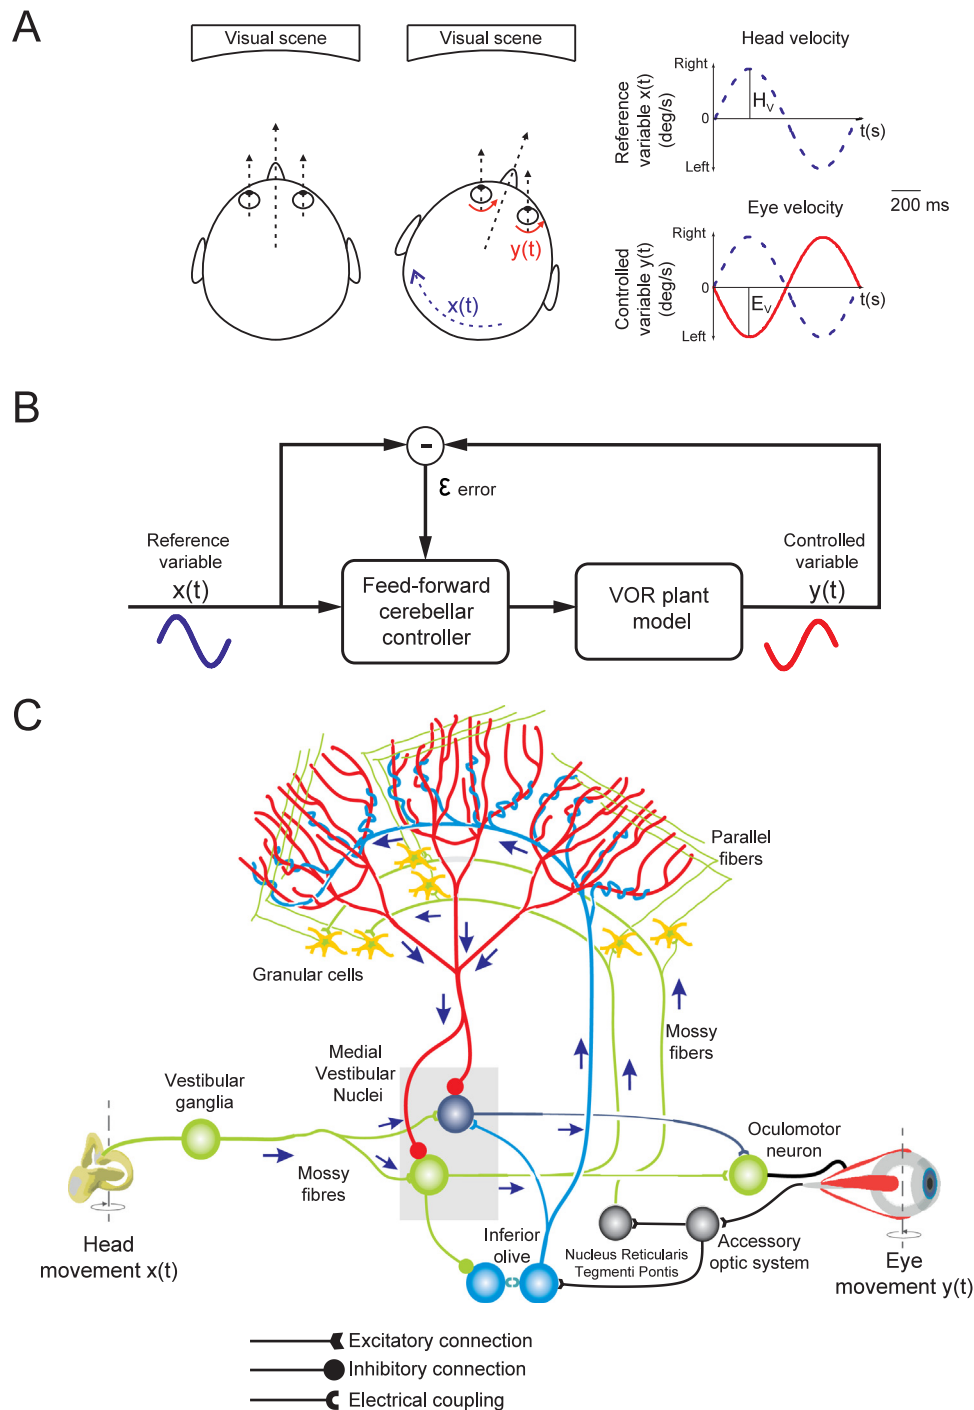 A
Visual scene
Visual scene
x(t)
y(t)
Head velocity
Reference
variable x(t)
(deg/s)
Right
0
Left
H_V
t(s)
200 ms
Eye velocity
Controlled
variable y(t)
(deg/s)
Right
0
Left
E_V
t(s)
B
-
ε error
Reference
variable
x(t)
Feed-forward
cerebellar
controller
VOR plant
model
Controlled
variable
y(t)
C
Parallel
fibers
Granular cells
Mossy
fibers
Medial
Vestibular
Nuclei
Vestibular
ganglia
Mossy
fibres
Oculomotor
neuron
Inferior
olive
Nucleus Reticularis
Tegmenti Pontis
Accessory
optic system
Head
movement x(t)
Eye
movement y(t)
Excitatory connection
Inhibitory connection
Electrical coupling